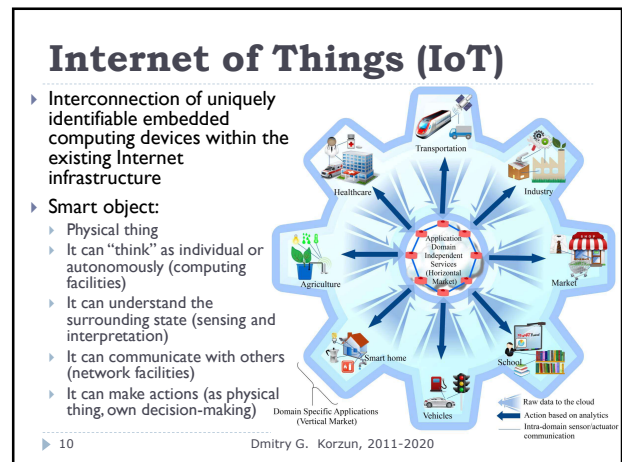 Internet of Things (IoT)
Interconnection of uniquely
identifiable embedded
computing devices within the
existing Internet
infrastructure
Smart object:
Physical thing
It can “think” as individual or
autonomously (computing
facilities)
It can understand the
surrounding state (sensing and
interpretation)
It can communicate with others
(network facilities)
It can make actions (as physical
thing, own decision-making)
Transportation
Healthcare
Industry
Application
Domain
Independent
Services
(Horizontal
Market)
Agriculture
Market
Smart home
School
Vehicles
Domain Specific Applications
(Vertical Market)
Raw data to the cloud
Action based on analytics
Intra-domain sensor/actuator
communication
10
Dmitry G. Korzun, 2011-2020